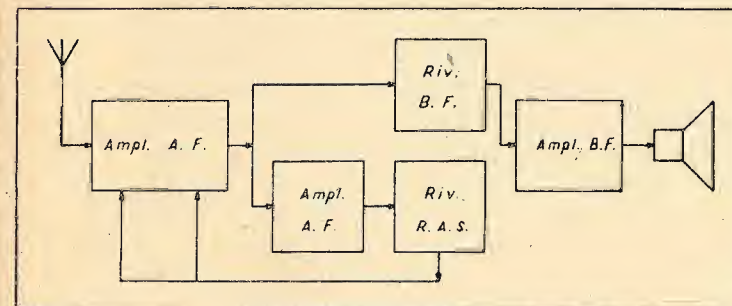 Ampl. A. F.
Riv.
B. F.
Ampl. B.F.
Ampl.
A. F.
Riv.
R. A. S.